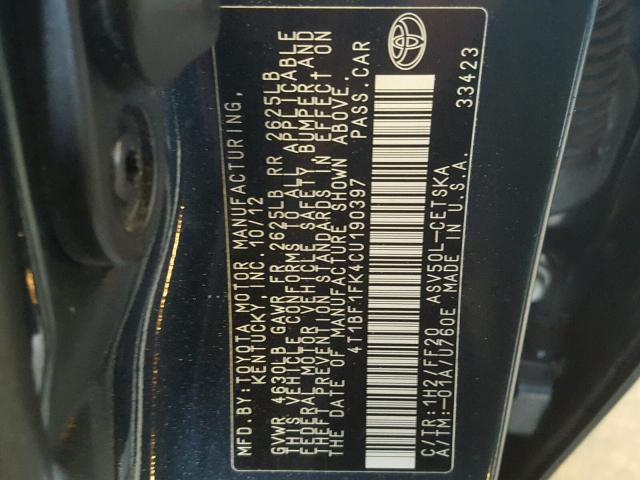 MFD. BY: TOYOTA MOTOR MANUFACTURING,
KENTUCKY, INC. 10/12
GVWR 4630LB GAWR FR 2625LB RR 2625LB
THIS VEHICLE CONFORMS TO ALL APPLICABLE
FEDERAL MOTOR VEHICLE SAFETY, BUMPER, AND
THEFT PREVENTION STANDARDS IN EFFECT ON
THE DATE OF MANUFACTURE SHOWN ABOVE.
4T1BF1FK4CU190397 PASS. CAR
C/TR: 1H2/FF20 ASV50L-CETSKA
A/TM: -01A/U760E MADE IN U.S.A.
33423